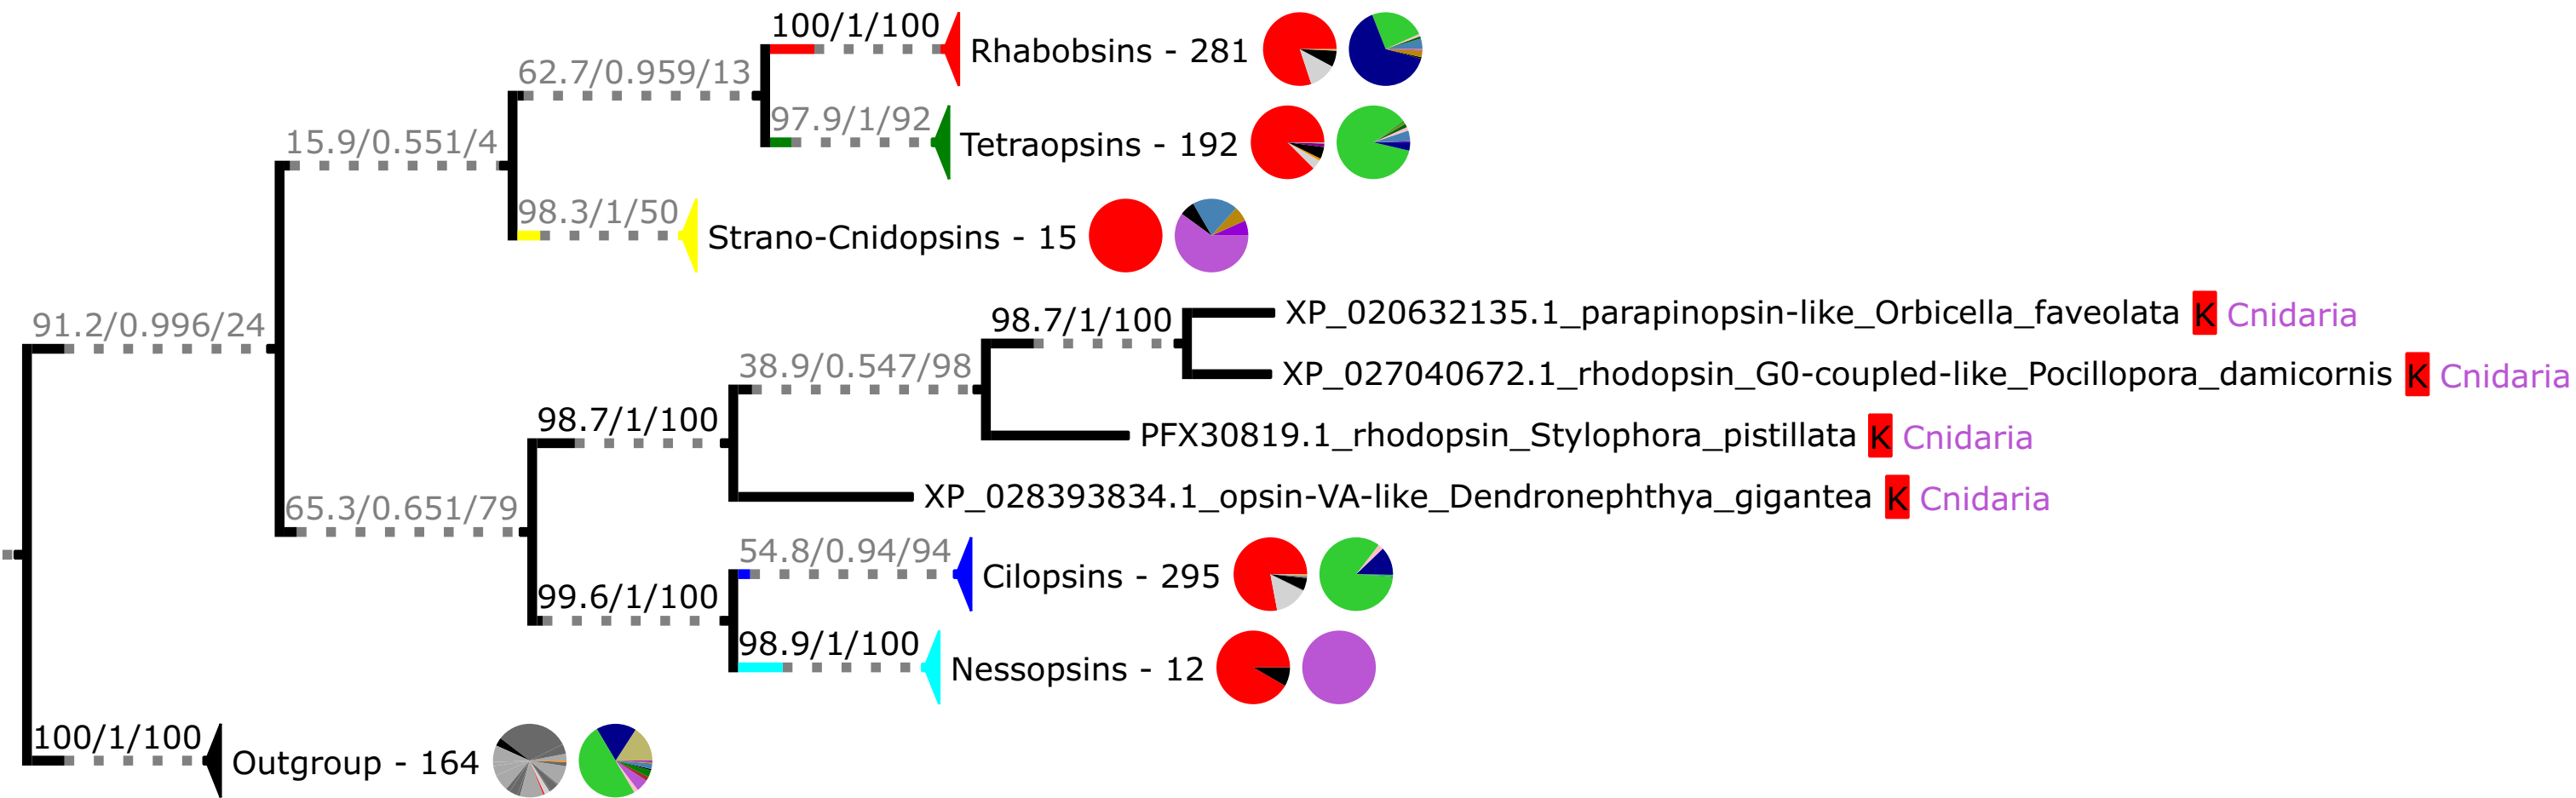 100/1/100
Rhabobsins - 281
62.7/0.959/13
97.9/1/92
Tetraopsins - 192
15.9/0.551/4
98.3/1/50
Strano-Cnidopsins - 15
91.2/0.996/24
98.7/1/100
XP_020632135.1_parapinopsin-like_Orbicella_faveolata K Cnidaria
38.9/0.547/98
XP_027040672.1_rhodopsin_G0-coupled-like_Pocillopora_damicornis K Cnidaria
98.7/1/100
PFX30819.1_rhodopsin_Stylophora_pistillata K Cnidaria
65.3/0.651/79
XP_028393834.1_opsin-VA-like_Dendronephthya_gigantea K Cnidaria
54.8/0.94/94
Cilopsins - 295
99.6/1/100
98.9/1/100
Nessopsins - 12
100/1/100
Outgroup - 164